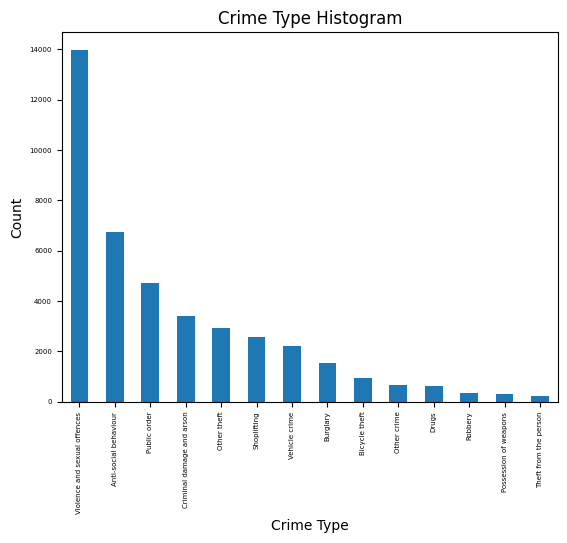 Crime Type Histogram
Count
14000
12000
10000
8000
6000
4000
2000
0
Violence and sexual offences
Anti-social behaviour
Public order
Criminal damage and arson
Other theft
Shoplifting
Vehicle crime
Burglary
Bicycle theft
Other crime
Drugs
Robbery
Possession of weapons
Theft from the person
Crime Type